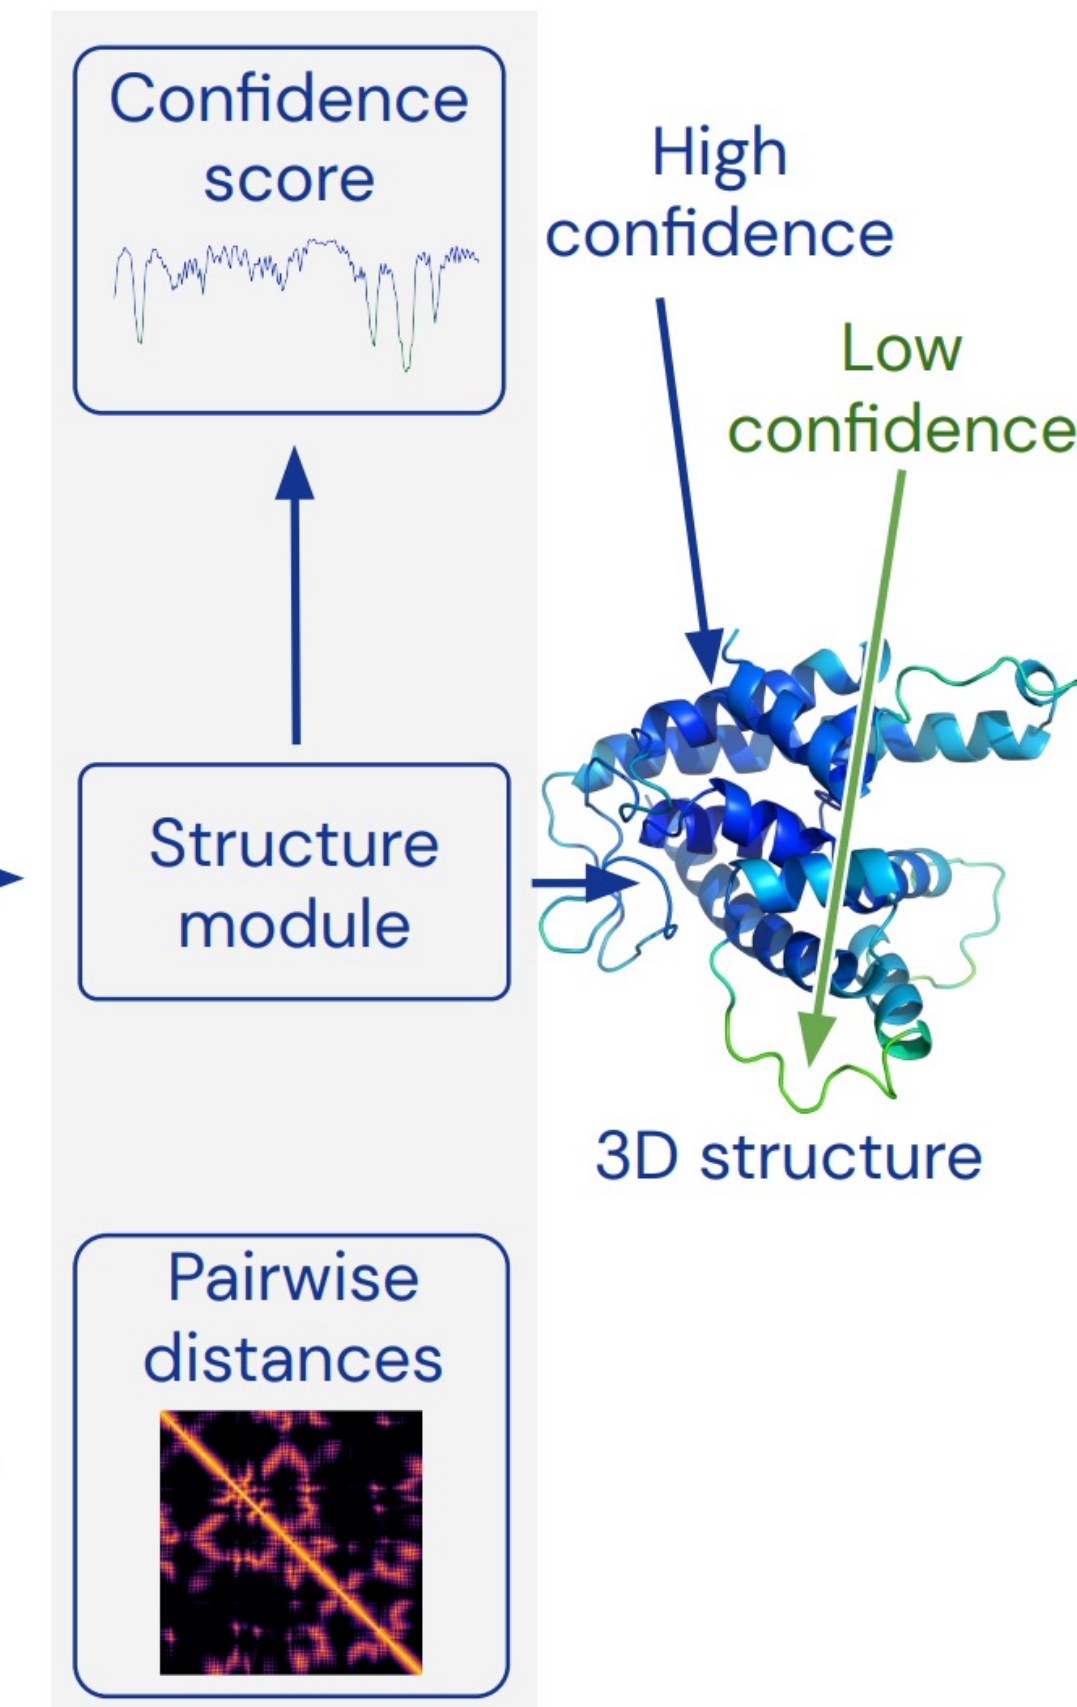 Confidence
score
High
confidence
Low
confidence
Structure
module
3D structure
Pairwise
distances